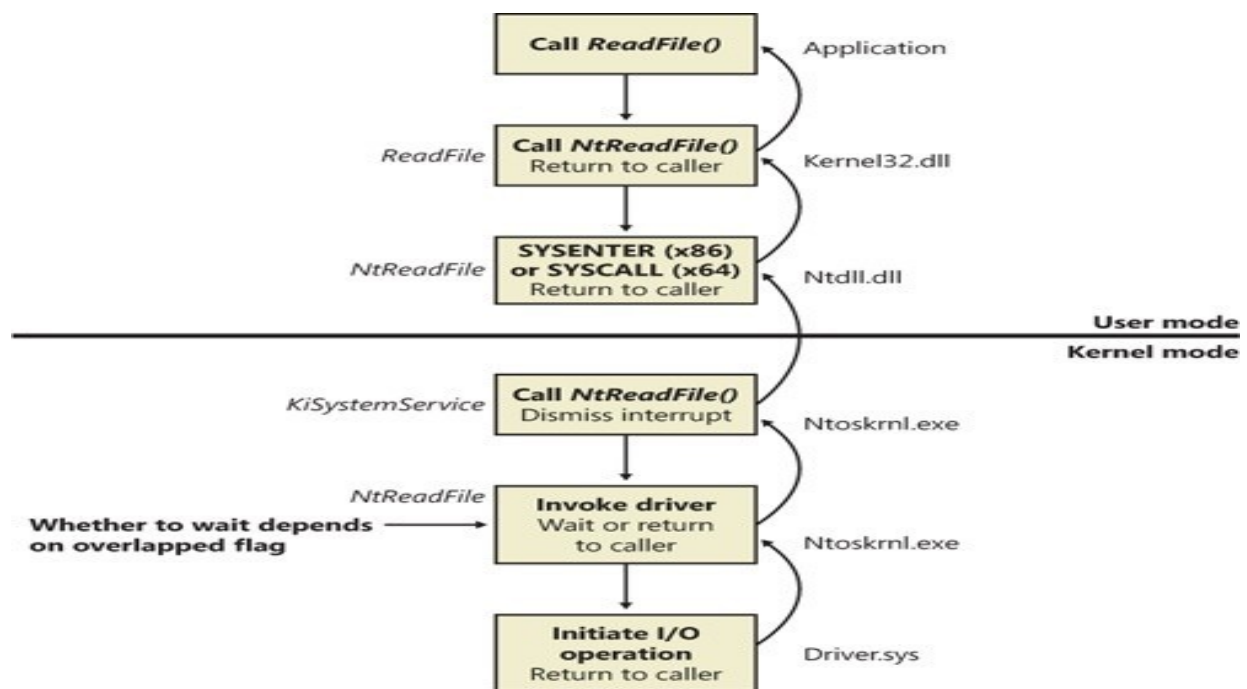 Call ReadFile()
Application
ReadFile
Call NtReadFile()
Return to caller
Kernel32.dll
NtReadFile
SYSENTER (x86)
or SYSCALL (x64)
Return to caller
Ntdll.dll
User mode
Kernel mode
KiSystemService
Call NtReadFile()
Dismiss interrupt
Ntoskrnl.exe
NtReadFile
Whether to wait depends
on overlapped flag
Invoke driver
Wait or return
to caller
Ntoskrnl.exe
Initiate I/O
operation
Return to caller
Driver.sys